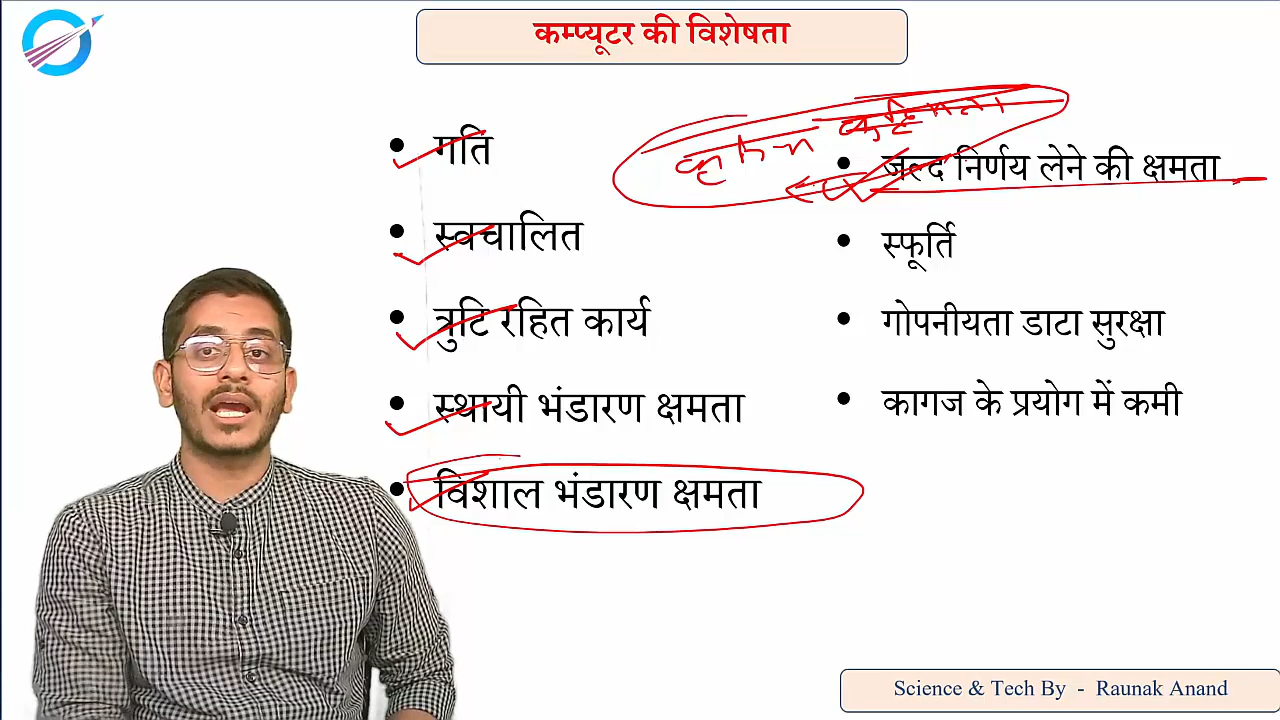 कम्प्यूटर की विशेषता
गति
स्वचालित
त्रुटि रहित कार्य
स्थायी भंडारण क्षमता
विशाल भंडारण क्षमता
जल्द निर्णय लेने की क्षमता
स्फूर्ति
गोपनीयता डाटा सुरक्षा
कागज के प्रयोग में कमी
Science & Tech By - Raunak Anand